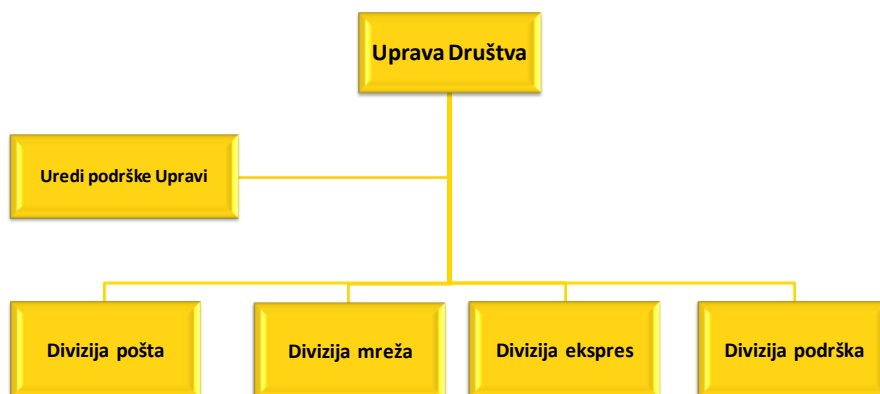 Uprava Društva
Uredi podrške Upravi
Divizija pošta
Divizija mreža
Divizija ekspres
Divizija podrška